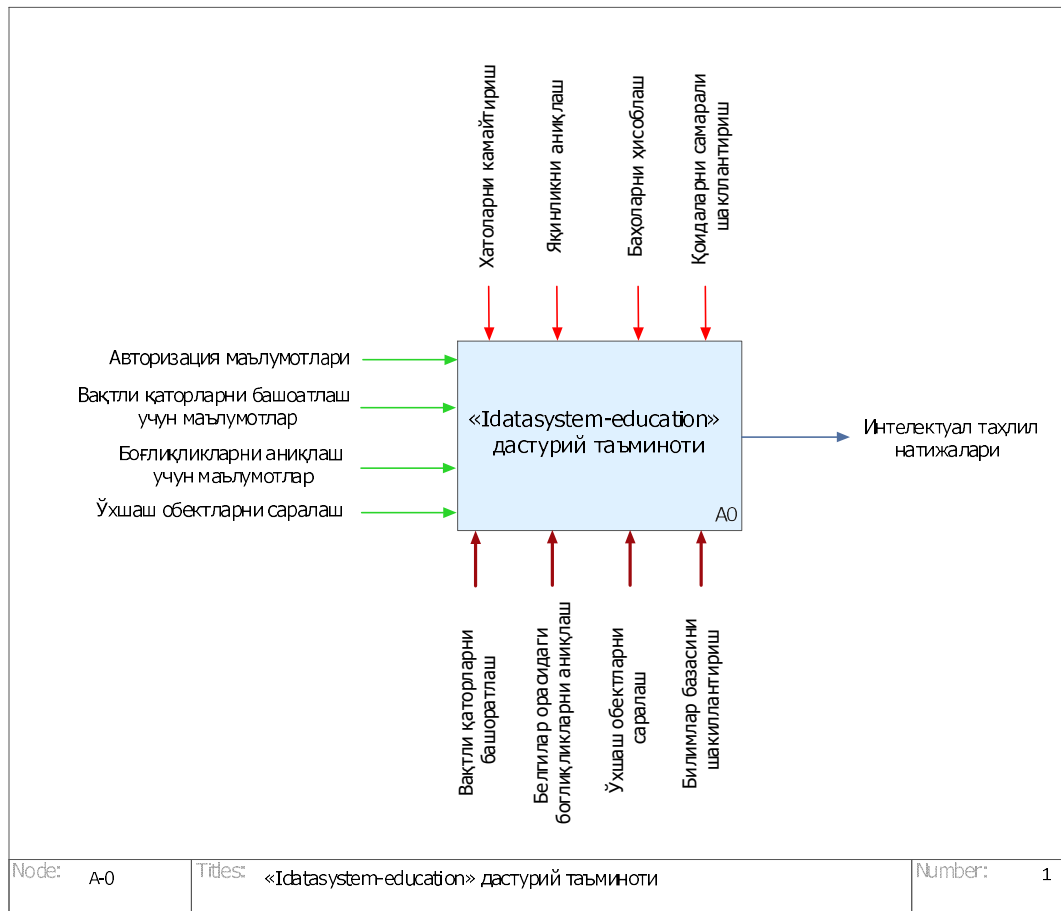 Хатоларни камайтириш
Яқинликни аниқлаш
Баҳоларни ҳисоблаш
Қоидаларни самарали
шакллантириш
Авторизация маълумотлари
Вақтли қаторларни башоатлаш
учун маълумотлар
Боғлиқликларни аниқлаш
учун маълумотлар
Ўхшаш обектларни саралаш
«Idatasystem-education»
дастурий таъминоти
A0
Интелектуал таҳлил
натижалари
Вақтли қаторларни
башоратлаш
Белгилар орасидаги
боғлиқликларни аниқлаш
Ўхшаш обектларни
саралаш
Билимлар базасини
шакиллантириш
Node: A-0
Titles: «Idatasystem-education» дастурий таъминоти
Number: 1